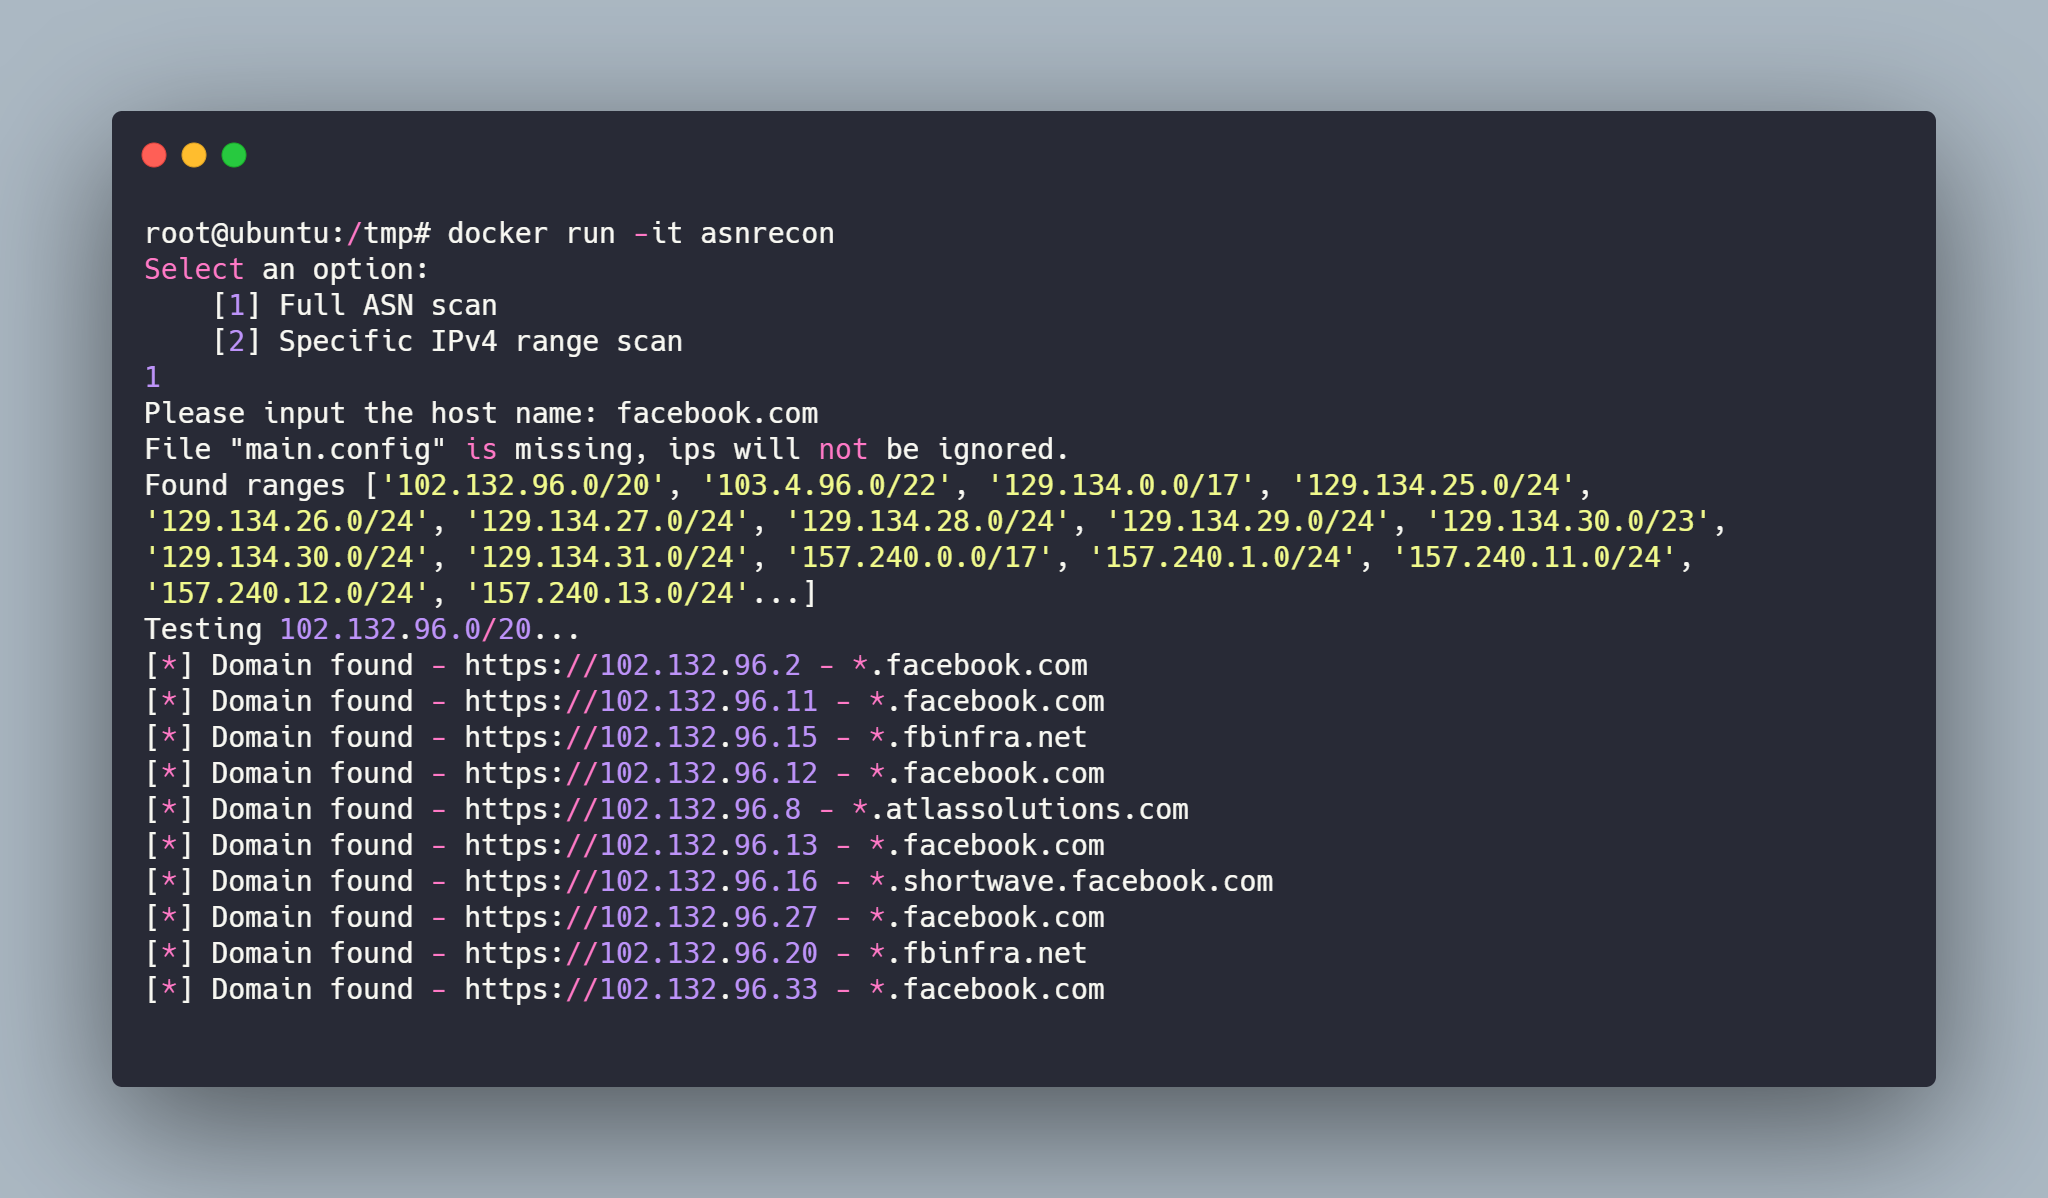 root@ubuntu:/tmp# docker run -it asnrecon
Select an option:
    [1] Full ASN scan
    [2] Specific IPv4 range scan
1
Please input the host name: facebook.com
File "main.config" is missing, ips will not be ignored.
Found ranges ['102.132.96.0/20', '103.4.96.0/22', '129.134.0.0/17', '129.134.25.0/24',
'129.134.26.0/24', '129.134.27.0/24', '129.134.28.0/24', '129.134.29.0/24', '129.134.30.0/23',
'129.134.30.0/24', '129.134.31.0/24', '157.240.0.0/17', '157.240.1.0/24', '157.240.11.0/24',
'157.240.12.0/24', '157.240.13.0/24'...]
Testing 102.132.96.0/20...
[*] Domain found - https://102.132.96.2 - *.facebook.com
[*] Domain found - https://102.132.96.11 - *.facebook.com
[*] Domain found - https://102.132.96.15 - *.fbinfra.net
[*] Domain found - https://102.132.96.12 - *.facebook.com
[*] Domain found - https://102.132.96.8 - *.atlassolutions.com
[*] Domain found - https://102.132.96.13 - *.facebook.com
[*] Domain found - https://102.132.96.16 - *.shortwave.facebook.com
[*] Domain found - https://102.132.96.27 - *.facebook.com
[*] Domain found - https://102.132.96.20 - *.fbinfra.net
[*] Domain found - https://102.132.96.33 - *.facebook.com